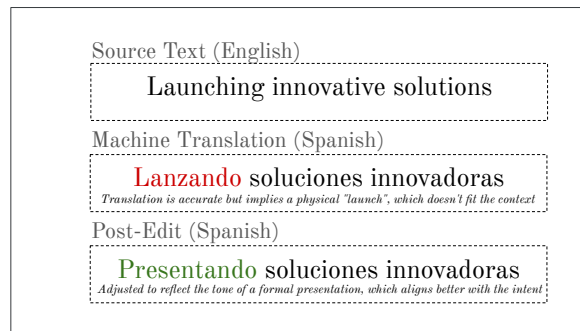 Source Text (English)
Launching innovative solutions
Machine Translation (Spanish)
Lanzando soluciones innovadoras
Translation is accurate but implies a physical "launch", which doesn't fit the context
Post-Edit (Spanish)
Presentando soluciones innovadoras
Adjusted to reflect the tone of a formal presentation, which aligns better with the intent